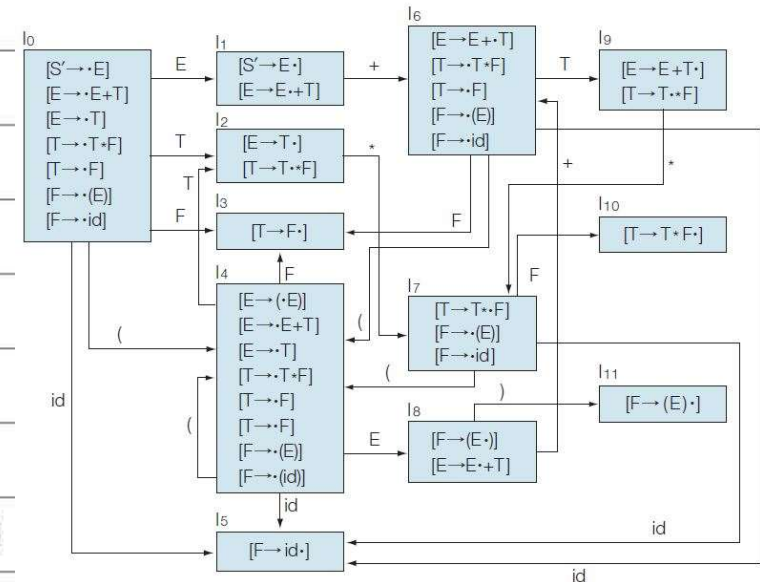 I0
[S′→·E]
[E→·E+T]
[E→·T]
[T→·T*F]
[T→·F]
[F→·(E)]
[F→·id]
E
T
T
F
(
id
I1
[S′→E·]
[E→E·+T]
+
I2
[E→T·]
[T→T·*F]
*
I3
[T→F·]
F
I4
[E→(·E)]
[E→·E+T]
[E→·T]
[T→·T*F]
[T→·F]
[T→·F]
[F→·(E)]
[F→·(id)]
(
E
id
I5
[F→id·]
I6
[E→E+·T]
[T→·T*F]
[T→·F]
[F→·(E)]
[F→·id]
T
F
(
+
*
I7
[T→T*·F]
[F→·(E)]
[F→·id]
F
(
I8
[F→(E·)]
[E→E·+T]
)
I9
[E→E+T·]
[T→T·*F]
I10
[T→T*F·]
I11
[F→(E)·]
id
id